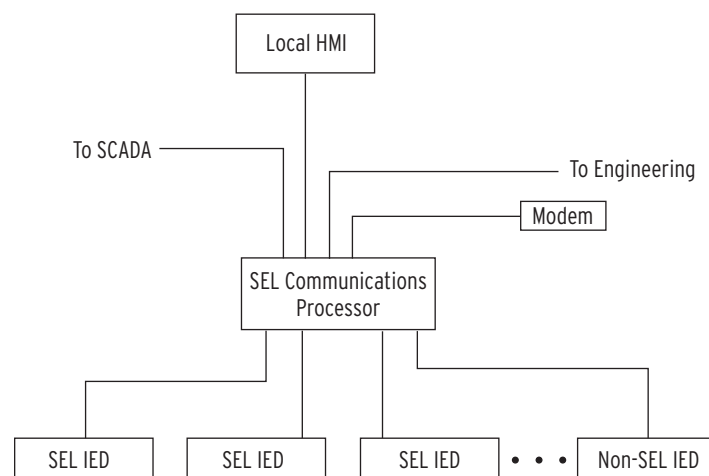 Local HMI
To SCADA
To Engineering
Modem
SEL Communications
Processor
SEL IED
SEL IED
SEL IED
Non-SEL IED